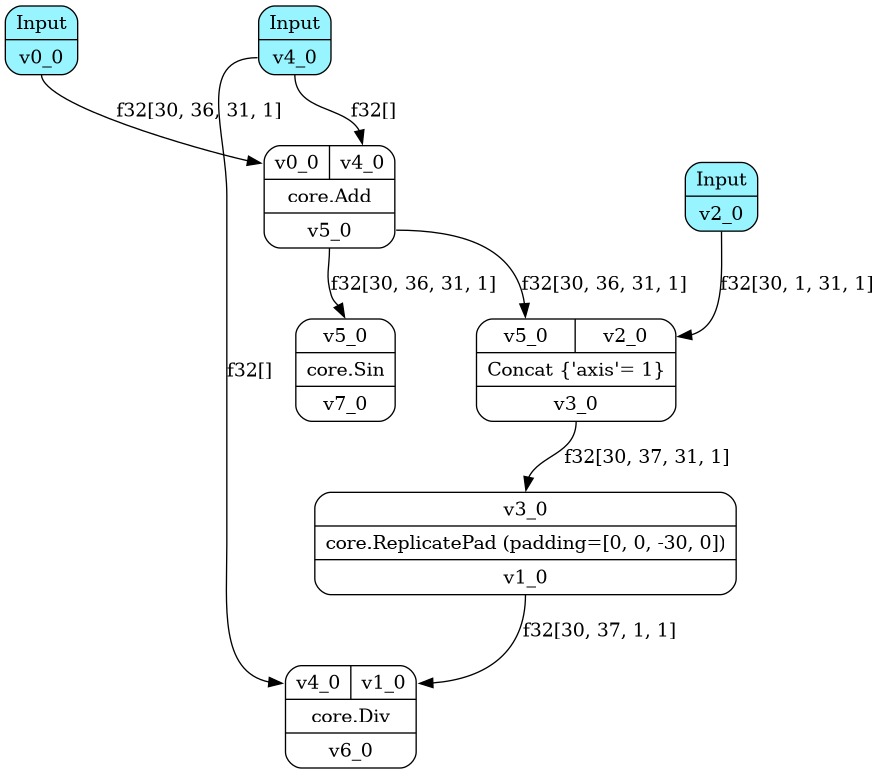 Input
v0_0
Input
v4_0
f32[30, 36, 31, 1]
f32[]
v0_0 v4_0
core.Add
v5_0
Input
v2_0
f32[30, 36, 31, 1]
f32[30, 36, 31, 1]
f32[30, 1, 31, 1]
f32[]
v5_0
core.Sin
v7_0
v5_0 v2_0
Concat {'axis'= 1}
v3_0
f32[30, 37, 31, 1]
v3_0
core.ReplicatePad (padding=[0, 0, -30, 0])
v1_0
f32[30, 37, 1, 1]
v4_0 v1_0
core.Div
v6_0